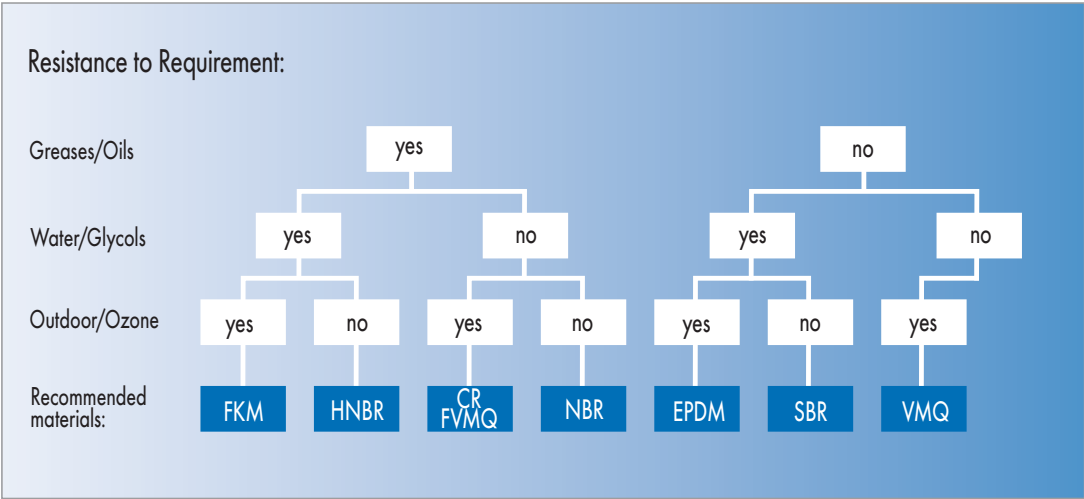 Resistance to Requirement:
Greases/Oils yes no
Water/Glycols yes no yes no
Outdoor/Ozone yes no yes no yes no yes
Recommended
materials:
FKM HNBR CR
FVMQ NBR EPDM SBR VMQ